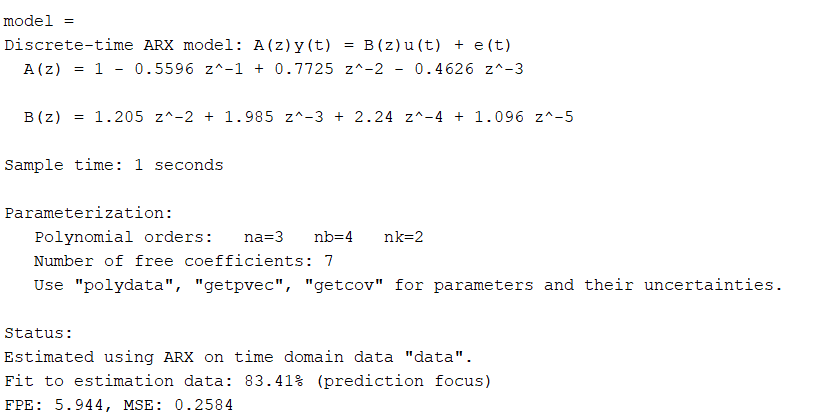 model =
Discrete-time ARX model: A(z)y(t) = B(z)u(t) + e(t)
A(z) = 1 - 0.5596 z^-1 + 0.7725 z^-2 - 0.4626 z^-3
B(z) = 1.205 z^-2 + 1.985 z^-3 + 2.24 z^-4 + 1.096 z^-5
Sample time: 1 seconds
Parameterization:
Polynomial orders: na=3 nb=4 nk=2
Number of free coefficients: 7
Use "polydata", "getpvec", "getcov" for parameters and their uncertainties.
Status:
Estimated using ARX on time domain data "data".
Fit to estimation data: 83.41% (prediction focus)
FPE: 5.944, MSE: 0.2584